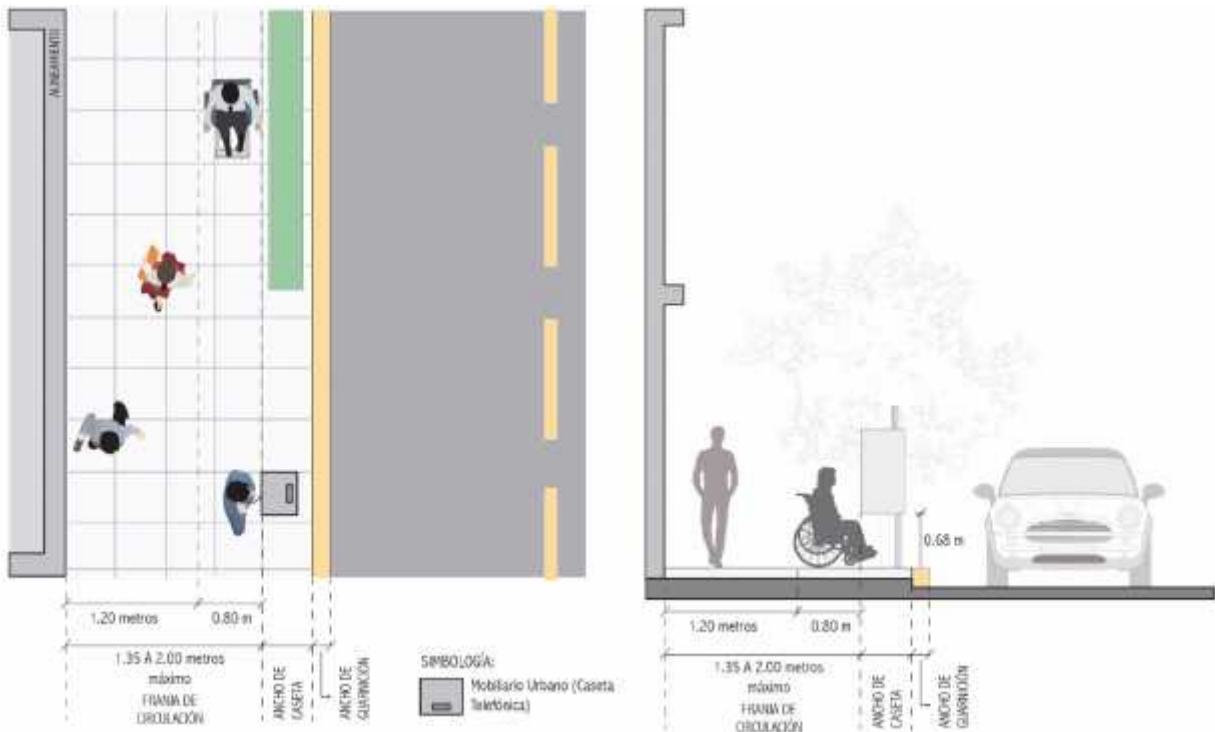 ALINEAMIENTO
1.20 metros
0.80 m
1.35 A 2.00 metros
máximo
FRANJA DE
CIRCULACIÓN
ANCHO DE
CASETA
ANCHO DE
GUARNICIÓN
SIMBOLOGÍA:
Mobiliario Urbano (Caseta
Telefónica)
0.68 m
1.20 metros
0.80 m
1.35 A 2.00 metros
máximo
FRANJA DE
CIRCULACIÓN
ANCHO DE
CASETA
ANCHO DE
GUARNICIÓN